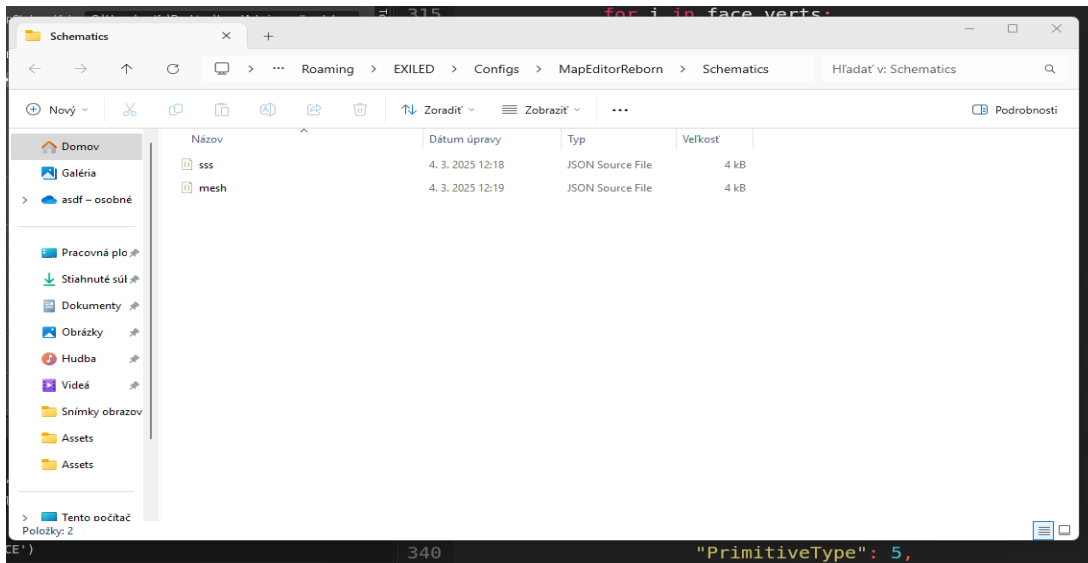 315 for i in face_verts:
Schematics
Roaming > EXILED > Configs > MapEditorReborn > Schematics
Hľadať v: Schematics
Nový
Zoradiť
Zobraziť
Podrobnosti
Domov
Galéria
asdf – osobné
Pracovná plo
Stiahnuté súl
Dokumenty
Obrázky
Hudba
Videá
Snímky obrazov
Assets
Assets
Tento počítač
Názov Dátum úpravy Typ Veľkosť
sss 4. 3. 2025 12:18 JSON Source File 4 kB
mesh 4. 3. 2025 12:19 JSON Source File 4 kB
Položky: 2
CE')
340 "PrimitiveType": 5,